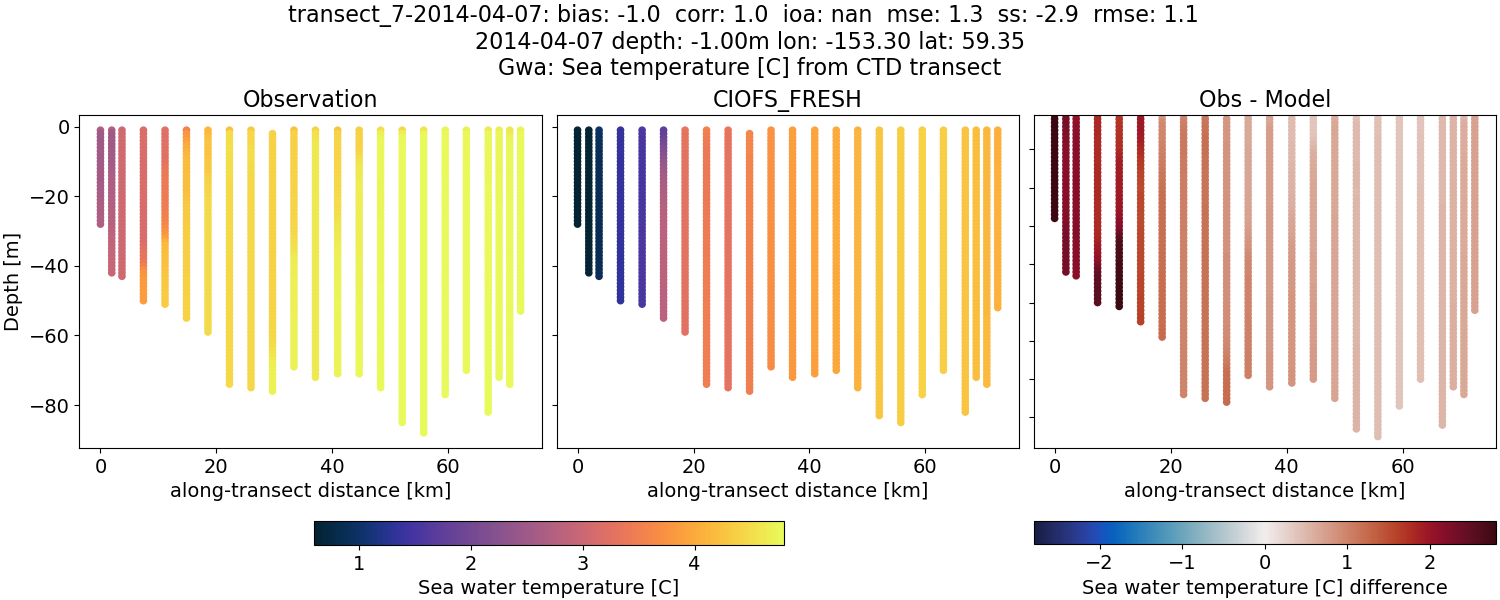 transect_7-2014-04-07: bias: -1.0  corr: 1.0  ioa: nan  mse: 1.3  ss: -2.9  rmse: 1.1
2014-04-07 depth: -1.00m lon: -153.30 lat: 59.35
Gwa: Sea temperature [C] from CTD transect
Observation
CIOFS_FRESH
Obs - Model
Depth [m]
0
−20
−40
−60
−80
0 20 40 60
0 20 40 60
0 20 40 60
along-transect distance [km]
along-transect distance [km]
along-transect distance [km]
1 2 3 4
Sea water temperature [C]
−2 −1 0 1 2
Sea water temperature [C] difference